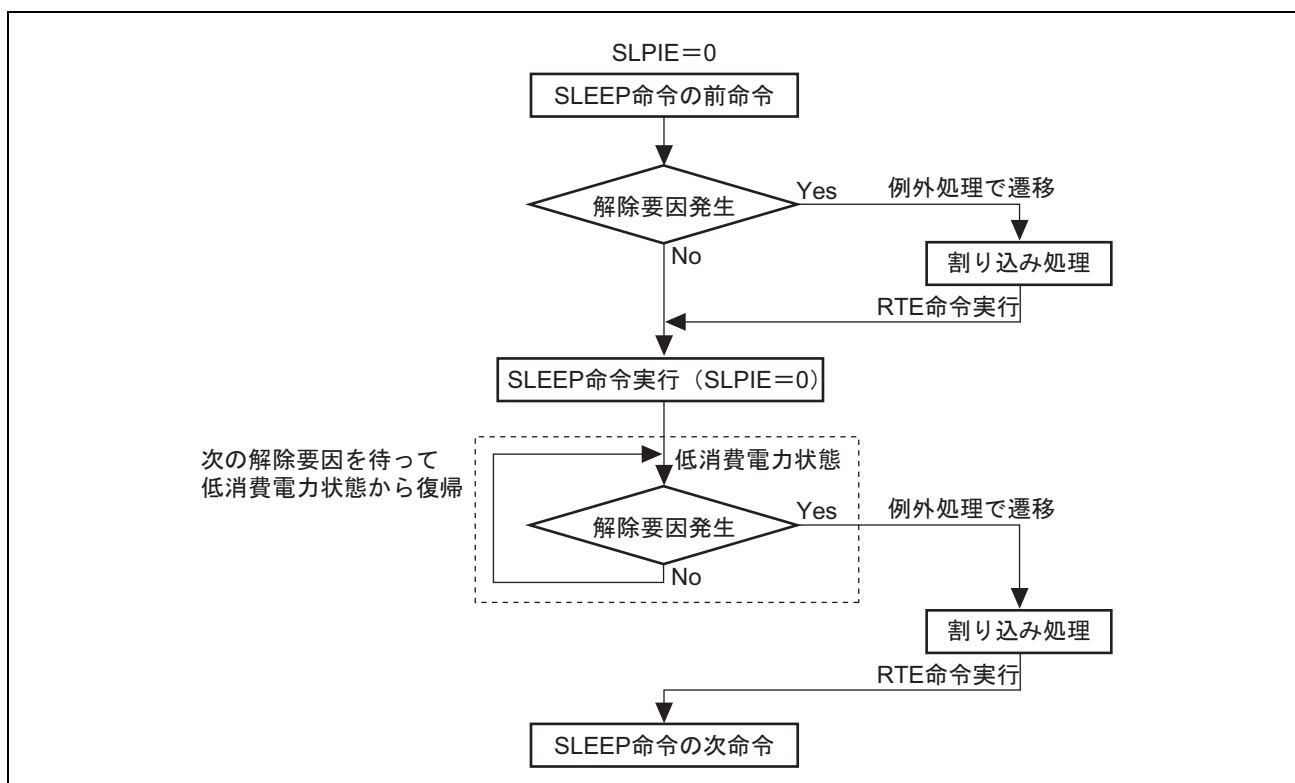 SLPIE＝0
SLEEP命令の前命令
解除要因発生
Yes
例外処理で遷移
No
割り込み処理
RTE命令実行
SLEEP命令実行（SLPIE＝0）
次の解除要因を待って
低消費電力状態から復帰
低消費電力状態
解除要因発生
Yes
例外処理で遷移
No
割り込み処理
RTE命令実行
SLEEP命令の次命令